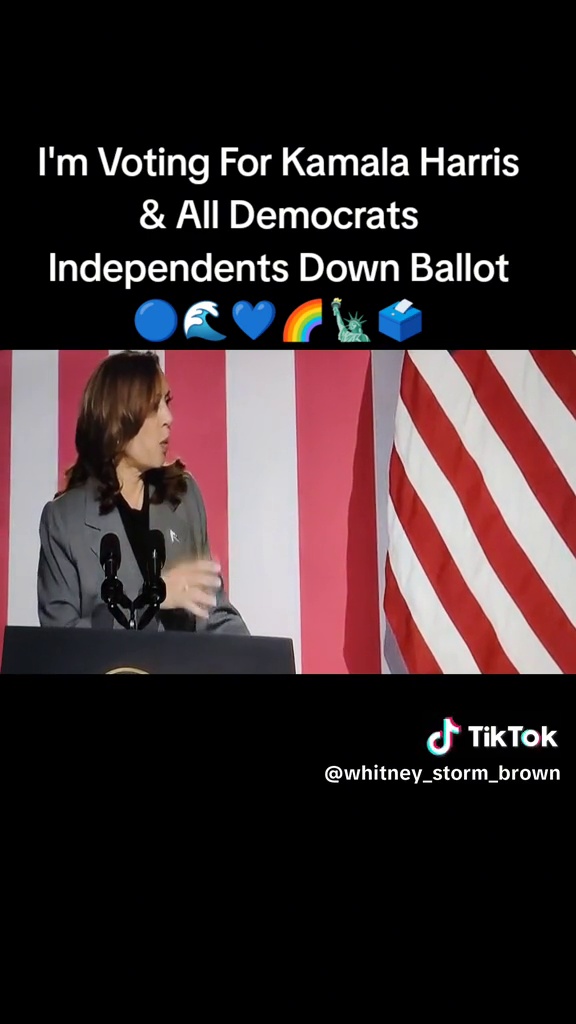 I'm Voting For Kamala Harris
& All Democrats
Independents Down Ballot
🔵🌊💙🌈🗽🗳️
TikTok
@whitney_storm_brown